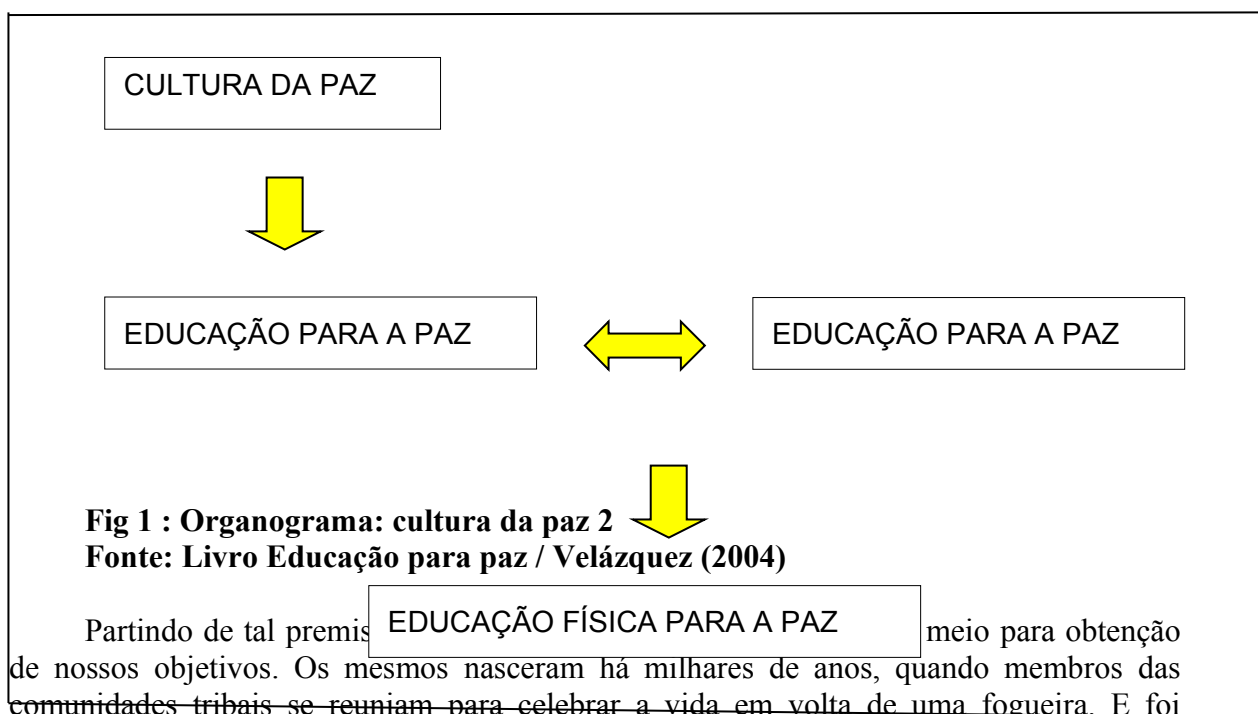 CULTURA DA PAZ
EDUCAÇÃO PARA A PAZ
EDUCAÇÃO PARA A PAZ
Fig 1 : Organograma: cultura da paz 2
Fonte: Livro Educação para paz / Velázquez (2004)
EDUCAÇÃO FÍSICA PARA A PAZ
Partindo de tal meio para obtenção
de nossos objetivos. Os mesmos nasceram há milhares de anos, quando membros das
comunidades tribais se reuniam para celebrar a vida em volta de uma fogueira. E foi